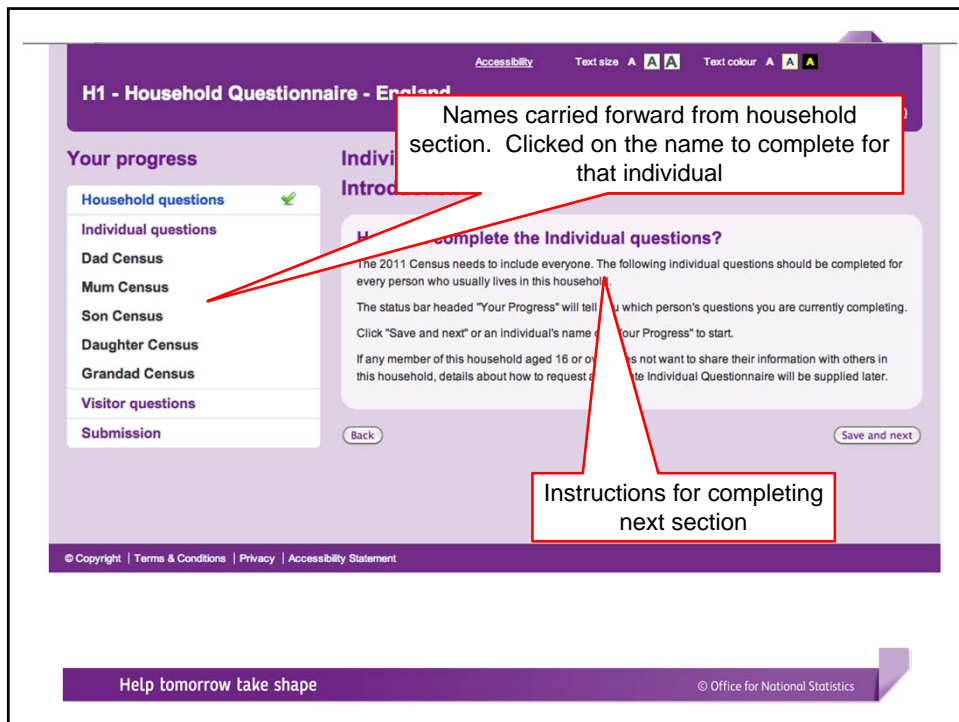 Accessibility Text size A A A Text colour A A A
H1 - Household Questionnaire - England
Names carried forward from household
section. Clicked on the name to complete for
that individual
Your progress
Household questions
Individual questions
Dad Census
Mum Census
Son Census
Daughter Census
Grandad Census
Visitor questions
Submission
complete the Individual questions?
The 2011 Census needs to include everyone. The following individual questions should be completed for
every person who usually lives in this household.
The status bar headed "Your Progress" will tell you which person's questions you are currently completing.
Click "Save and next" or an individual's name "Your Progress" to start.
If any member of this household aged 16 or over does not want to share their information with others in
this household, details about how to request a Individual Questionnaire will be supplied later.
Back
Save and next
Instructions for completing
next section
© Copyright | Terms & Conditions | Privacy | Accessibility Statement
Help tomorrow take shape
© Office for National Statistics